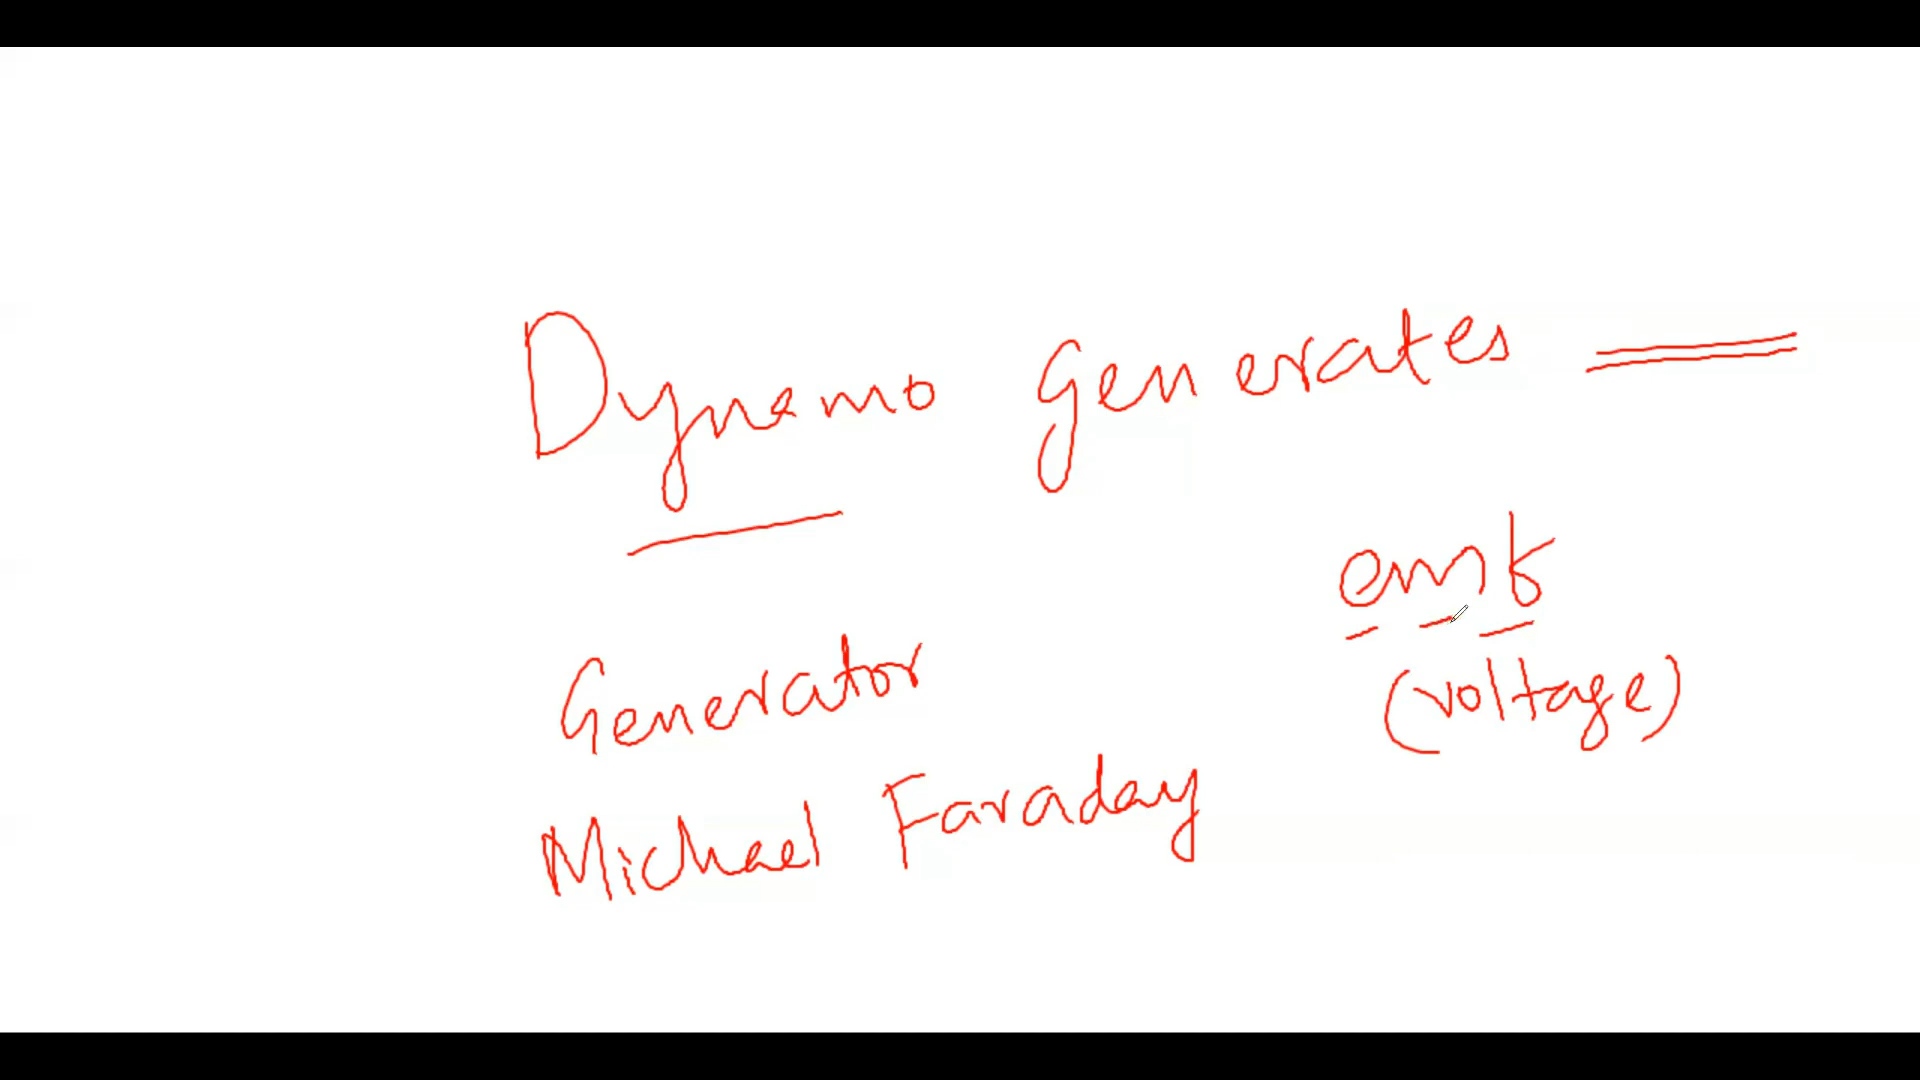 Dynamo generates
emf
(voltage)
Generator
Michael Faraday